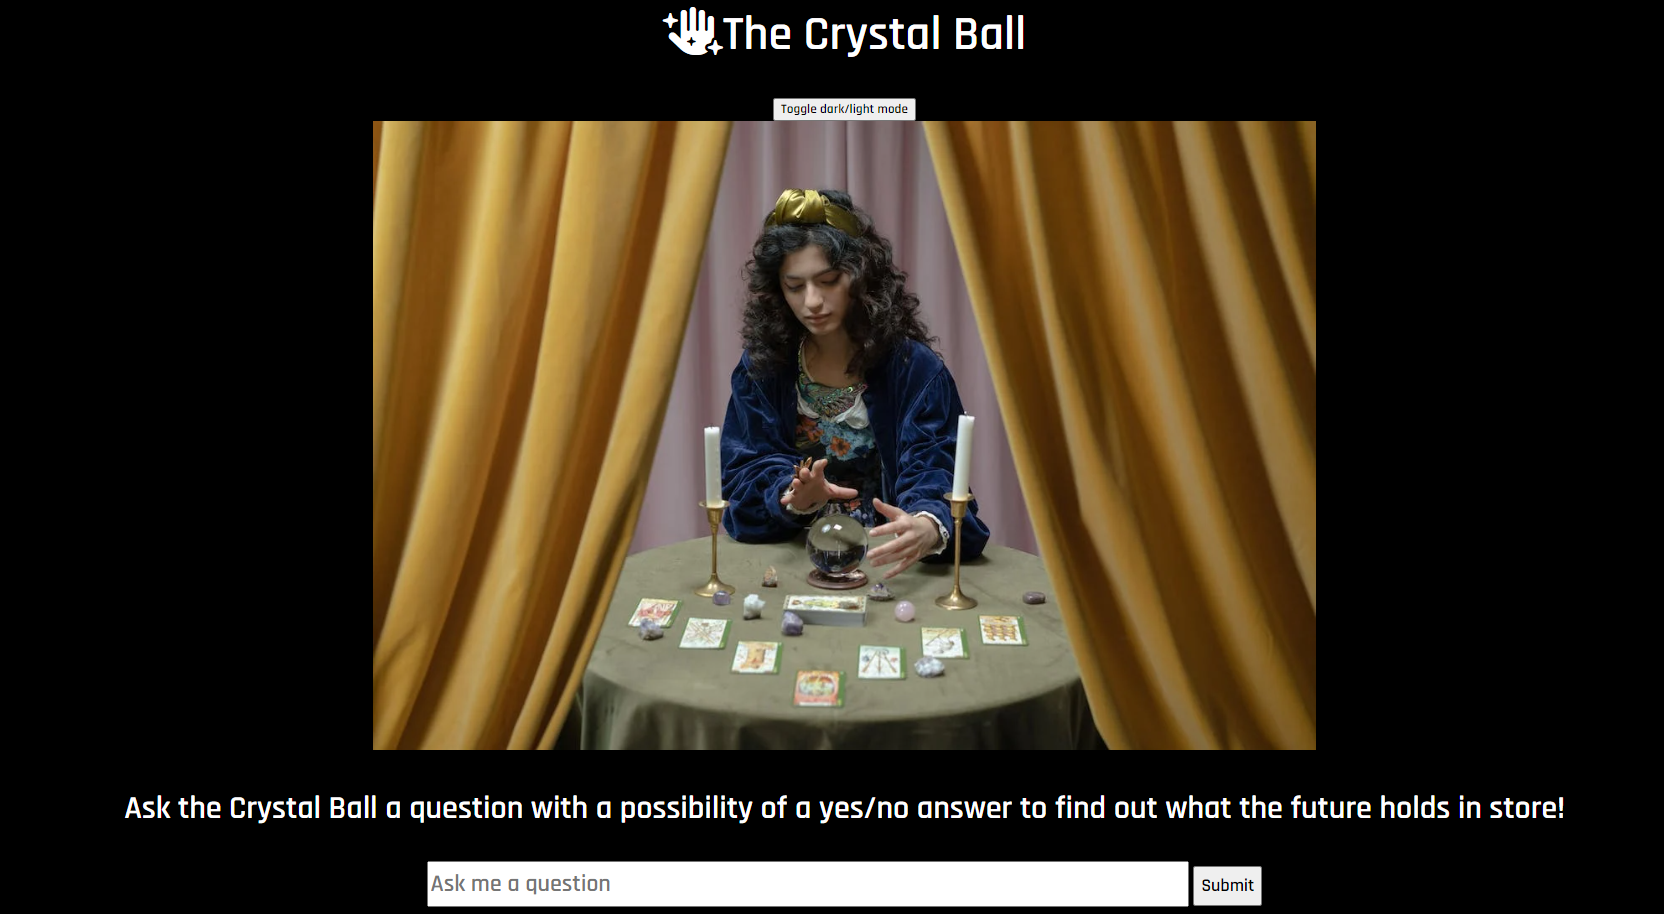 The Crystal Ball
Toggle dark/light mode
Ask the Crystal Ball a question with a possibility of a yes/no answer to find out what the future holds in store!
Ask me a question
Submit